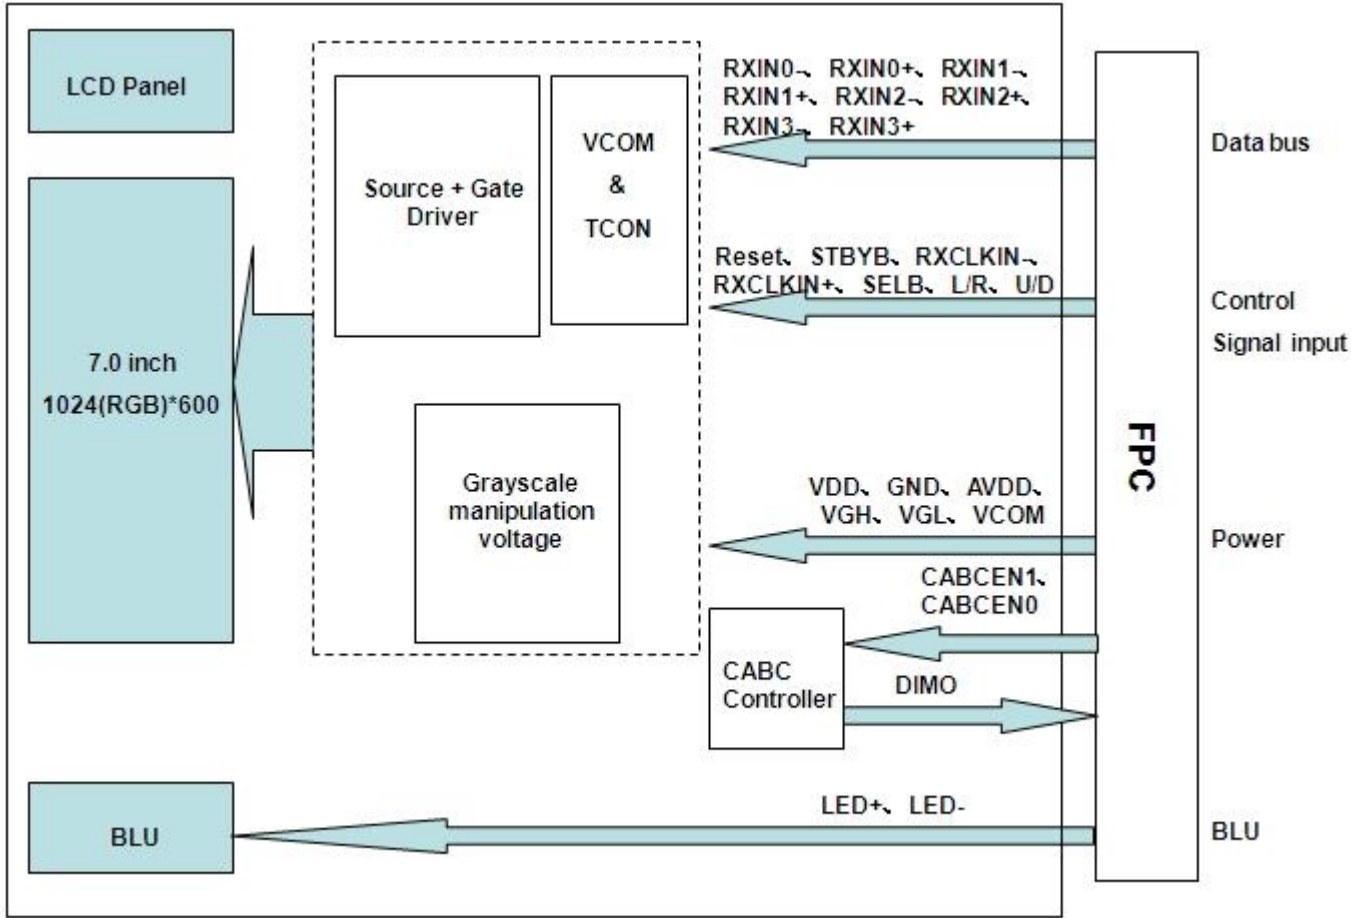 LCD Panel
7.0 inch
1024(RGB)*600
BLU
Source + Gate
Driver
VCOM
&
TCON
Grayscale
manipulation
voltage
RXIN0-、RXIN0+、RXIN1-、
RXIN1+、RXIN2-、RXIN2+、
RXIN3-、RXIN3+
Reset、STBYB、RXCLKIN-、
RXCLKIN+、SELB、L/R、U/D
VDD、GND、AVDD、
VGH、VGL、VCOM
CABCEN1、
CABCEN0
CABC
Controller
DIMO
LED+、LED-
FPC
Data bus
Control
Signal input
Power
BLU